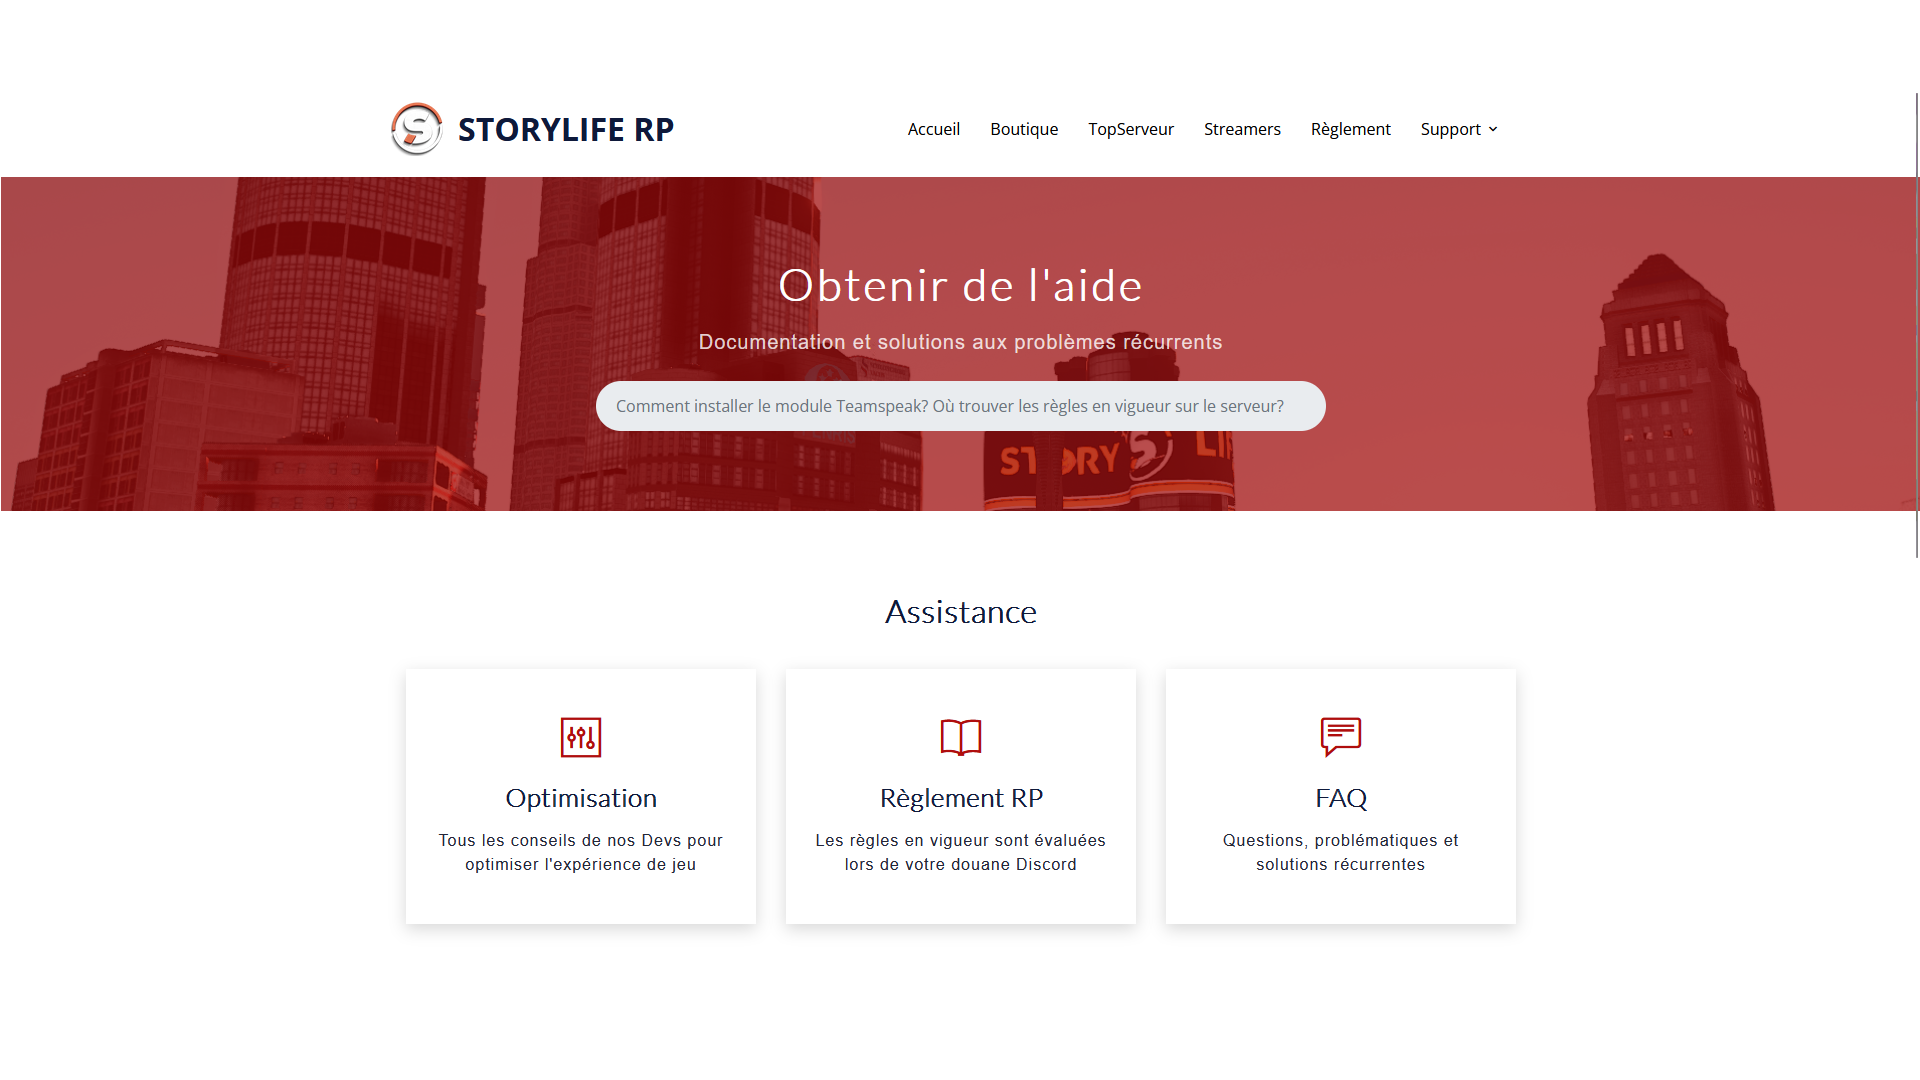 STORYLIFE RP
Accueil Boutique TopServeur Streamers Règlement Support
Obtenir de l'aide
Documentation et solutions aux problèmes récurrents
Comment installer le module Teamspeak? Où trouver les règles en vigueur sur le serveur?
STORY S LIF
Assistance
Optimisation
Tous les conseils de nos Devs pour
optimiser l'expérience de jeu
Règlement RP
Les règles en vigueur sont évaluées
lors de votre douane Discord
FAQ
Questions, problématiques et
solutions récurrentes